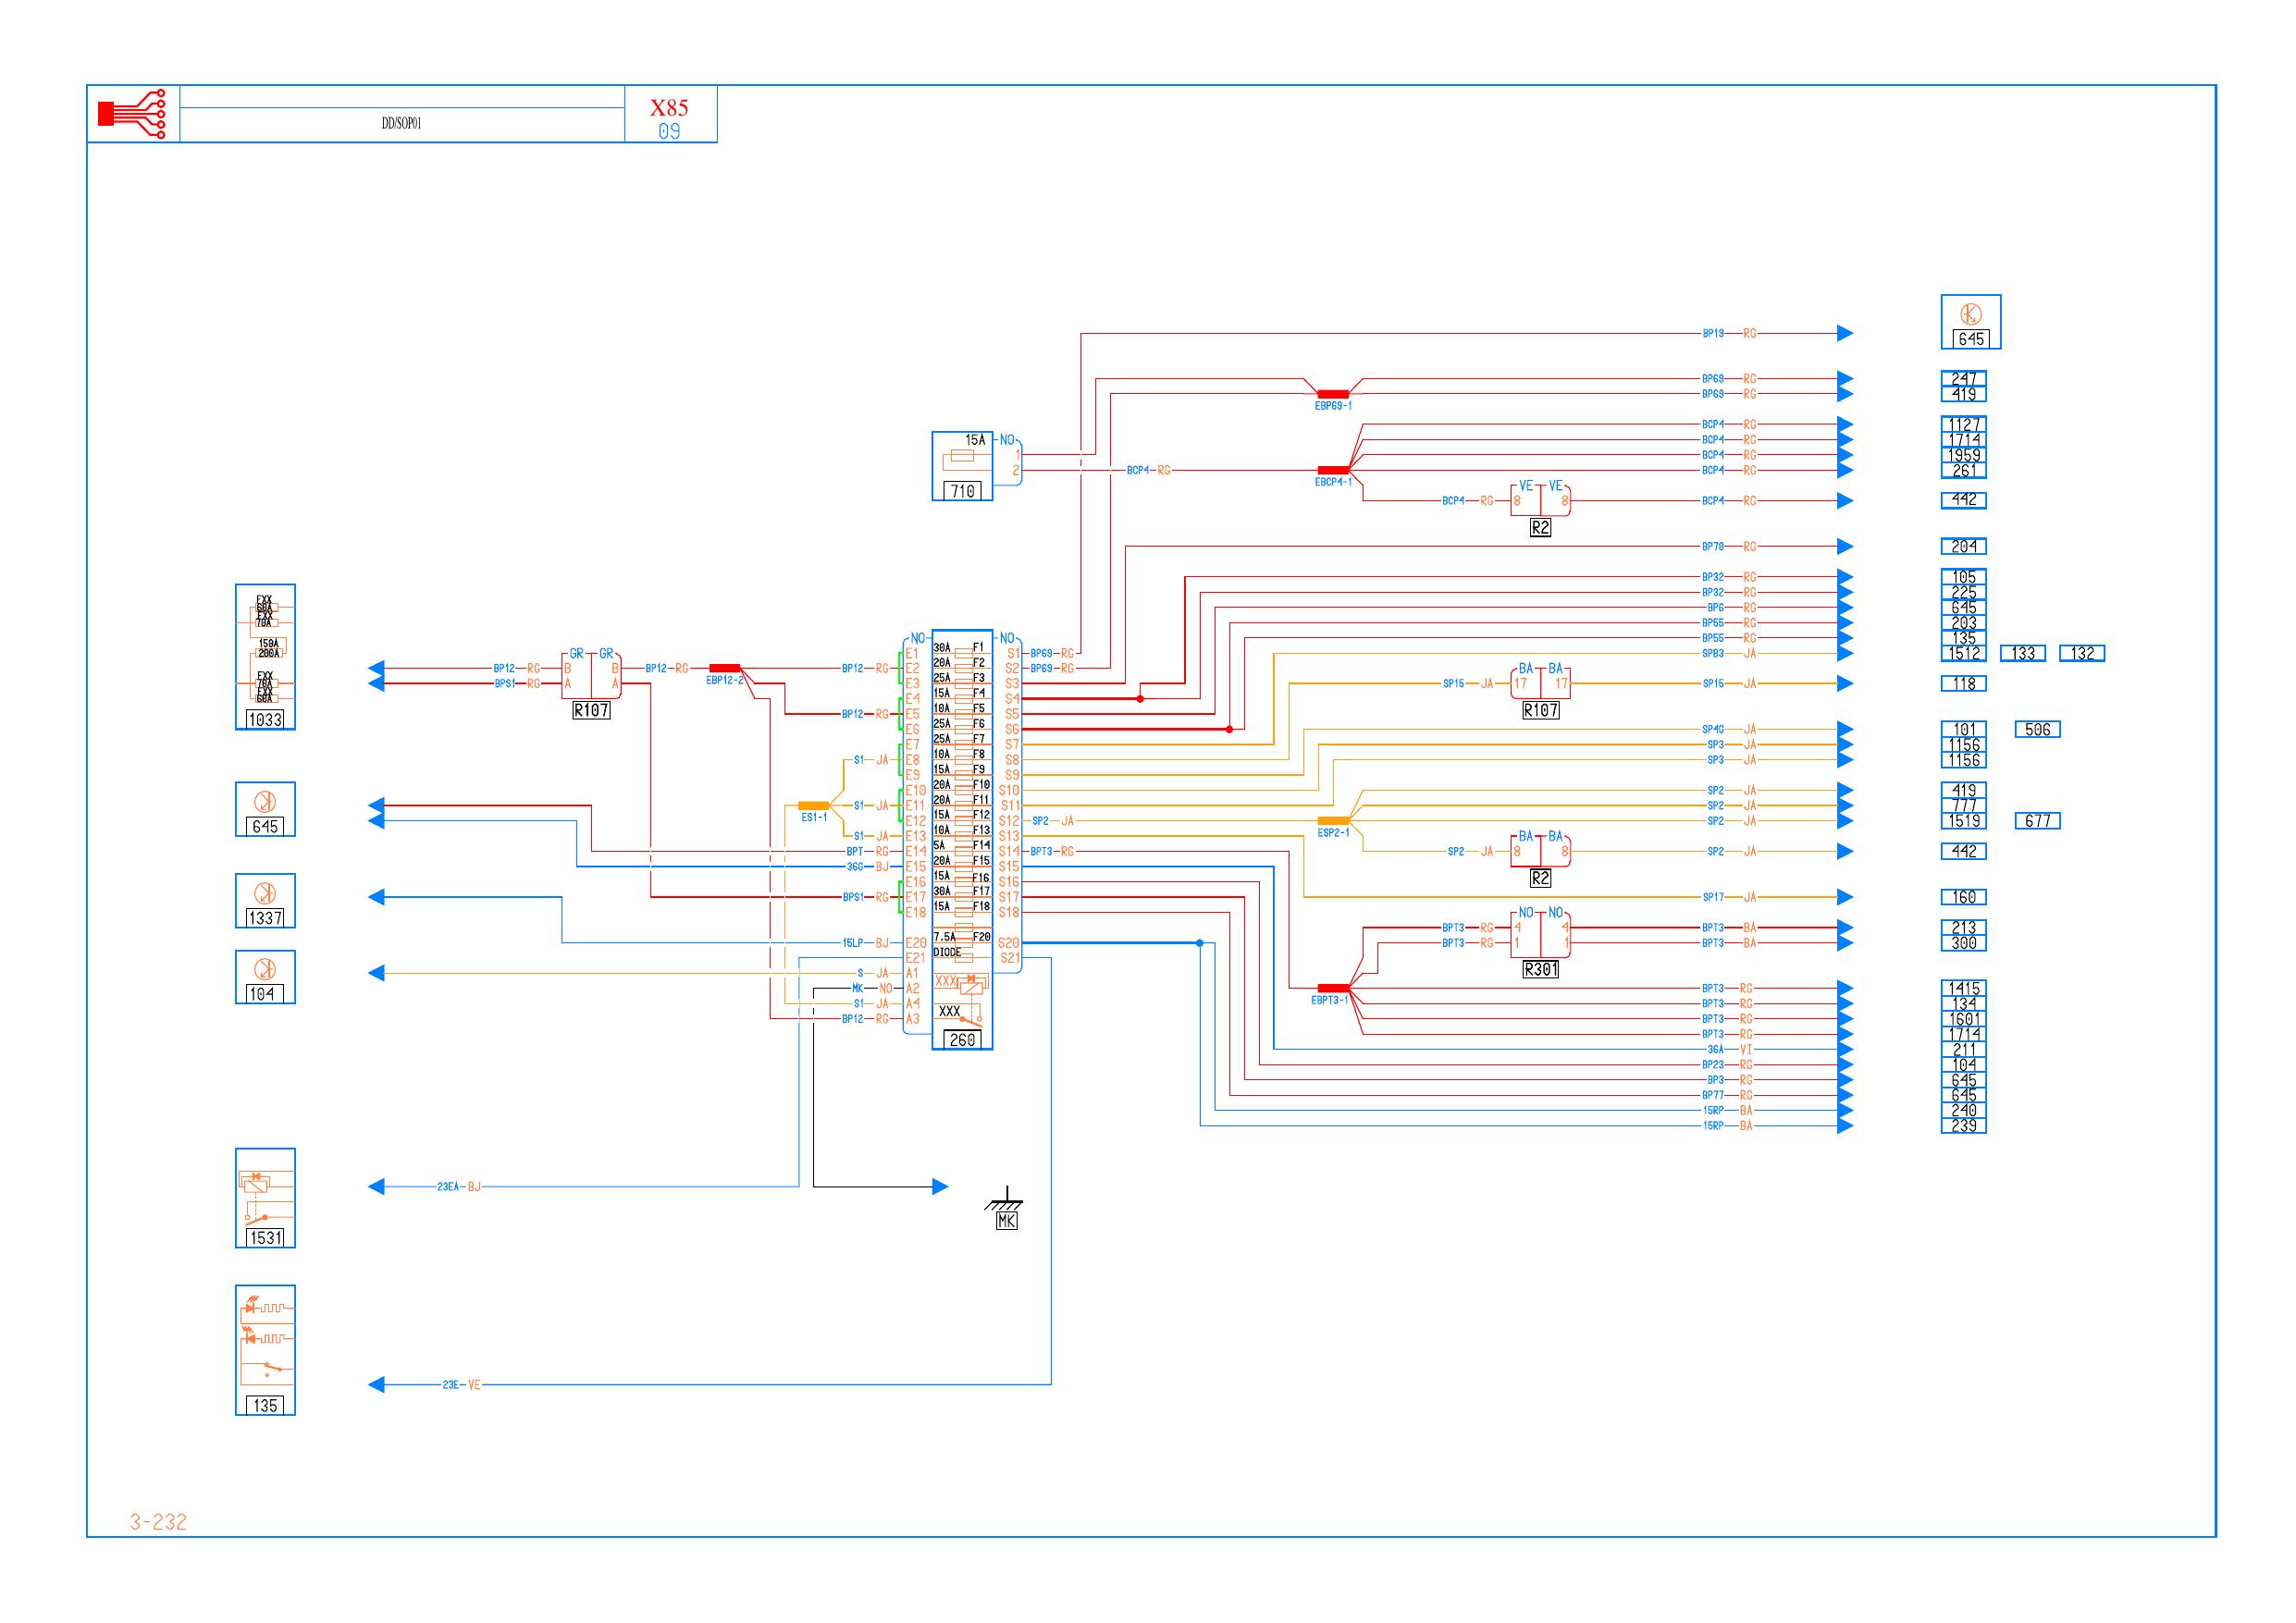 X85
DD/SOP01
09
BP19 RG
645
BP69 RG 247
BP69 RG 419
EBP69-1
BCP4 RG 1127
15A NO
BCP4 RG 1714
1
BCP4 RG 1959
2 BCP4 RG
BCP4 RG 261
EBCP4-1
710
VE VE
BCP4 RG 8 8 BCP4 RG 442
R2
BP70 RG 204
BP32 RG 105
BP32 RG 225
BP6 RG 645
BP55 RG 203
BP55 RG 135
SPB3 JA 1512 133 132
BA BA
SP15 JA 17 17 SP15 JA 118
R107
SP4G JA 101 506
SP3 JA 1156
SP3 JA 1156
SP2 JA 419
SP2 JA 777
SP2 JA 1519 677
ESP2-1
BA BA
SP2 JA 8 8 SP2 JA 442
R2
SP17 JA 160
NO NO
BPT3 RG 4 4 BPT3 BA 213
BPT3 RG 1 1 BPT3 BA 300
R301
EBPT3-1
BPT3 RG 1415
BPT3 RG 134
BPT3 RG 1601
BPT3 RG 1714
36A VI 211
BP23 RG 104
BP3 RG 645
BP77 RG 645
15RP BA 240
15RP BA 239
FXX
60A
FXX
70A
150A
200A
FXX
70A
FXX
60A
1033
GR GR
BP12 RG B B BP12 RG
BPS1 RG A A
R107
EBP12-2
NO NO
E1 30A F1 S1 BP69 RG
BP12 RG E2 20A F2 S2 BP69 RG
E3 25A F3 S3
E4 15A F4 S4
BP12 RG E5 10A F5 S5
E6 25A F6 S6
E7 25A F7 S7
S1 JA E8 10A F8 S8
E9 15A F9 S9
E10 20A F10 S10
S1 JA E11 20A F11 S11
ES1-1
E12 15A F12 S12 SP2 JA
S1 JA E13 10A F13 S13
BPT RG E14 5A F14 S14 BPT3 RG
36G BJ E15 20A F15 S15
E16 15A F16 S16
BPS1 RG E17 30A F17 S17
E18 15A F18 S18
15LP BJ E20 7.5A F20 S20
E21 DIODE S21
S JA A1
MK NO A2 XXX
S1 JA A4
BP12 RG A3 XXX
260
645
1337
104
23EA BJ
MK
1531
23E VE
135
3-232